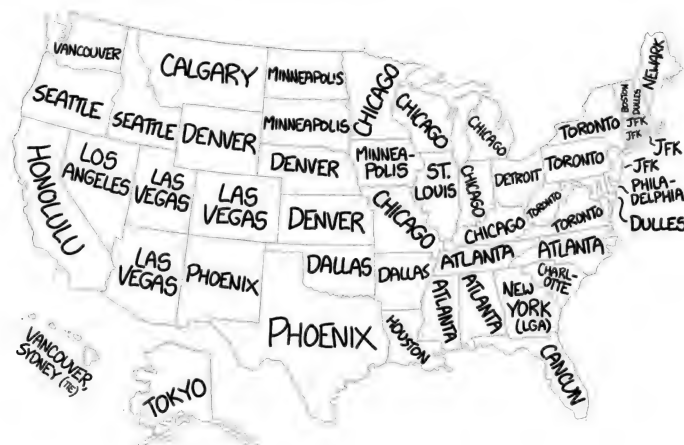 VANCOUVER
CALGARY
MINNEAPOLIS
CHICAGO
CHICAGO
CHICAGO
NEWARK
BOSTON
DULLES
SEATTLE
SEATTLE
DENVER
MINNEAPOLIS
TORONTO
JFK
JFK
JFK
HONOLULU
LOS
ANGELES
LAS
VEGAS
LAS
VEGAS
DENVER
MINNEA-
POLIS
ST.
LOUIS
CHICAGO
DETROIT
TORONTO
JFK
PHILA-
DELPHIA
DULLES
DENVER
CHICAGO
CHICAGO
TORONTO
TORONTO
LAS
VEGAS
PHOENIX
DALLAS
DALLAS
ATLANTA
ATLANTA
CHAR-
LOTTE
PHOENIX
HOUSTON
ATLANTA
ATLANTA
NEW
YORK
(LGA)
CANCUN
VANCOUVER,
SYDNEY (TIE)
TOKYO